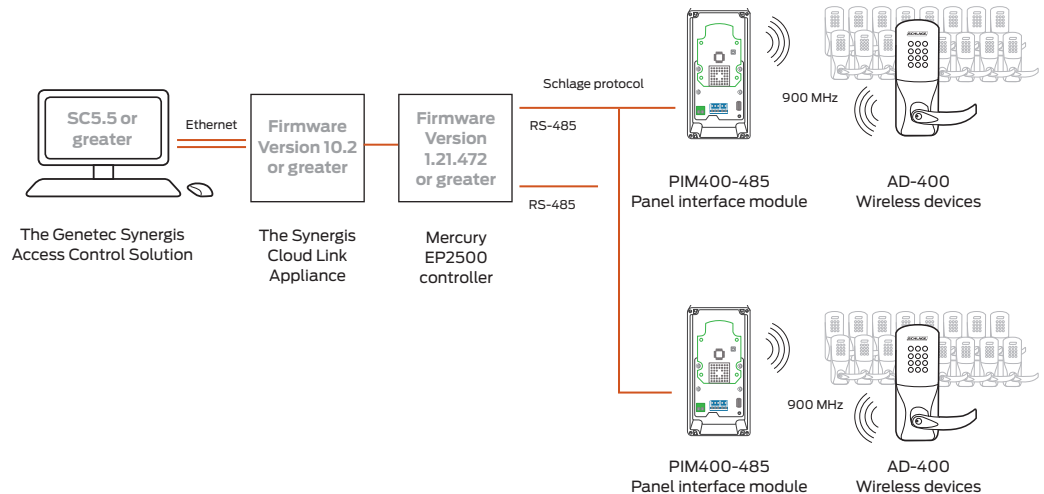 SC5.5 or
greater
Ethernet
Firmware
Version 10.2
or greater
Firmware
Version
1.21.472
or greater
Schlage protocol
RS-485
RS-485
The Genetec Synergis
Access Control Solution
The Synergis
Cloud Link
Appliance
Mercury
EP2500
controller
900 MHz
SCHLAGE
PIM400-485
Panel interface module
AD-400
Wireless devices
900 MHz
SCHLAGE
PIM400-485
Panel interface module
AD-400
Wireless devices